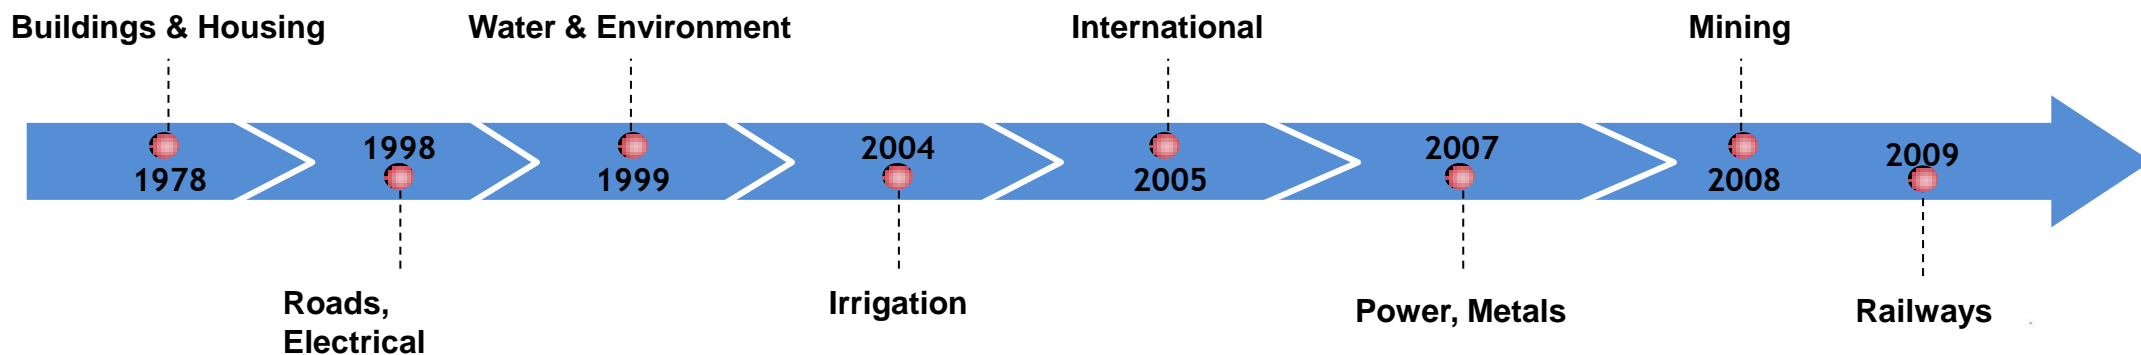 Buildings & Housing
Water & Environment
International
Mining
1998
2004
2007
2009
1978
1999
2005
2008
Roads,
Electrical
Irrigation
Power, Metals
Railways